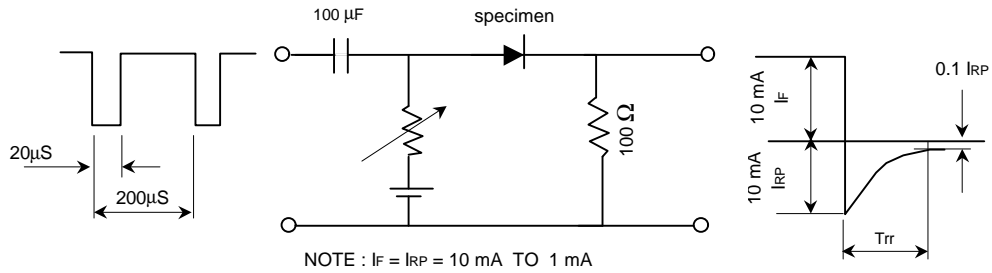 20µS
200µS
100 µF
specimen
100 Ω
10 mA
IF
10 mA
IRP
0.1 IRP
Trr
NOTE : IF = IRP = 10 mA TO 1 mA